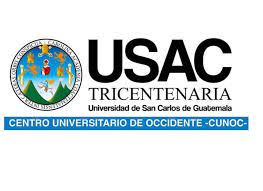 USAC
TRICENTENARIA
Universidad de San Carlos de Guatemala
CENTRO UNIVERSITARIO DE OCCIDENTE -CUNOC-